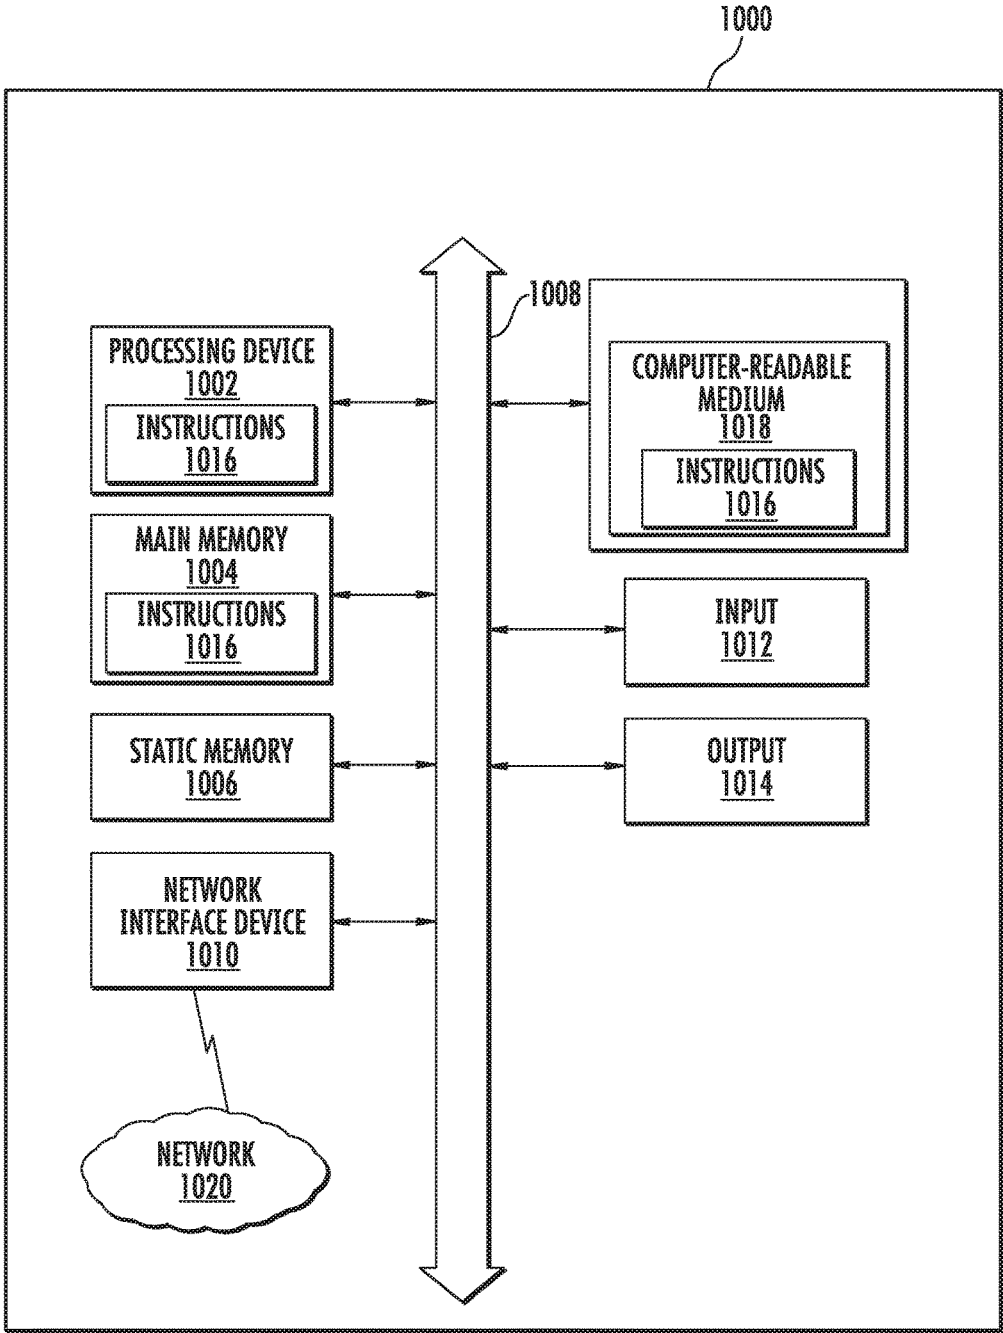 1000
1008
PROCESSING DEVICE
1002
INSTRUCTIONS
1016
MAIN MEMORY
1004
INSTRUCTIONS
1016
STATIC MEMORY
1006
NETWORK
INTERFACE DEVICE
1010
NETWORK
1020
COMPUTER-READABLE
MEDIUM
1018
INSTRUCTIONS
1016
INPUT
1012
OUTPUT
1014